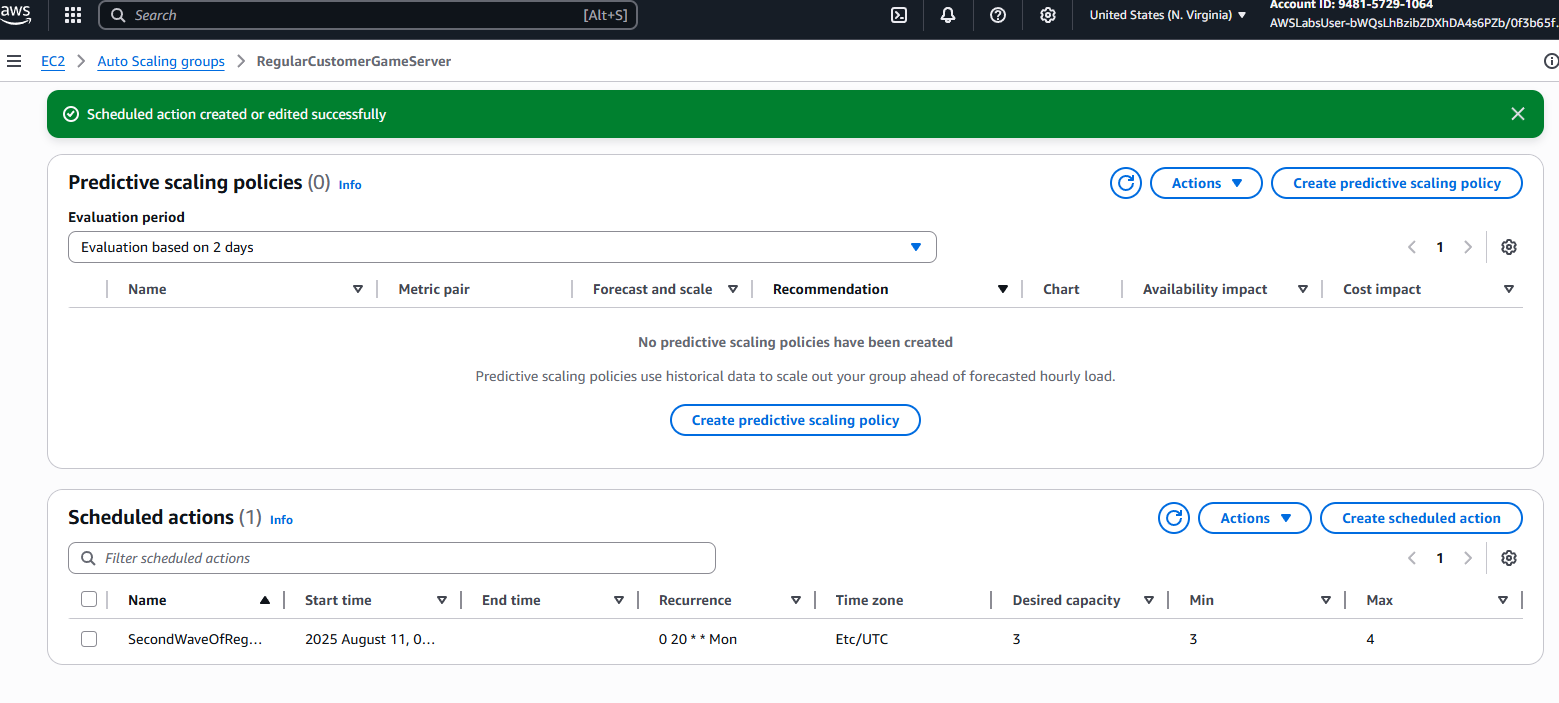 aws
Search [Alt+S] United States (N. Virginia) Account ID: 9481-5729-1064
AWSLabsUser-bWQsLhBzibZDXhDA4s6PZb/0f3b65f.
EC2 Auto Scaling groups RegularCustomerGameServer
Scheduled action created or edited successfully
Predictive scaling policies (0) Info Actions Create predictive scaling policy
Evaluation period
Evaluation based on 2 days 1
Name Metric pair Forecast and scale Recommendation Chart Availability impact Cost impact
No predictive scaling policies have been created
Predictive scaling policies use historical data to scale out your group ahead of forecasted hourly load.
Create predictive scaling policy
Scheduled actions (1) Info Actions Create scheduled action
Filter scheduled actions 1
Name Start time End time Recurrence Time zone Desired capacity Min Max
SecondWaveOfReg... 2025 August 11, 0... 0 20 * * Mon Etc/UTC 3 3 4